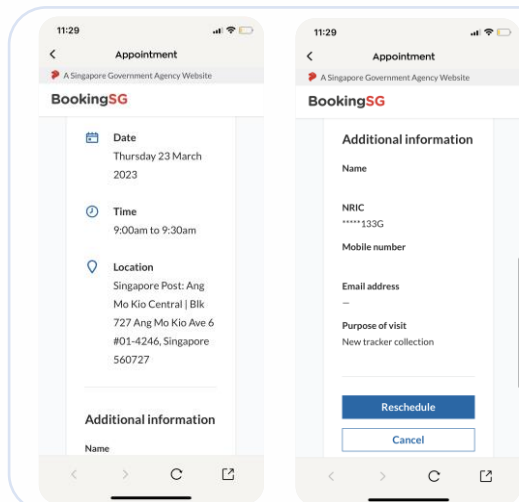 11:29
Appointment
A Singapore Government Agency Website
BookingSG
Date
Thursday 23 March
2023
Time
9:00am to 9:30am
Location
Singapore Post: Ang
Mo Kio Central | Blk
727 Ang Mo Kio Ave 6
#01-4246, Singapore
560727
Additional information
Name
11:29
Appointment
A Singapore Government Agency Website
BookingSG
Additional information
Name
NRIC
*****133G
Mobile number
Email address
—
Purpose of visit
New tracker collection
Reschedule
Cancel